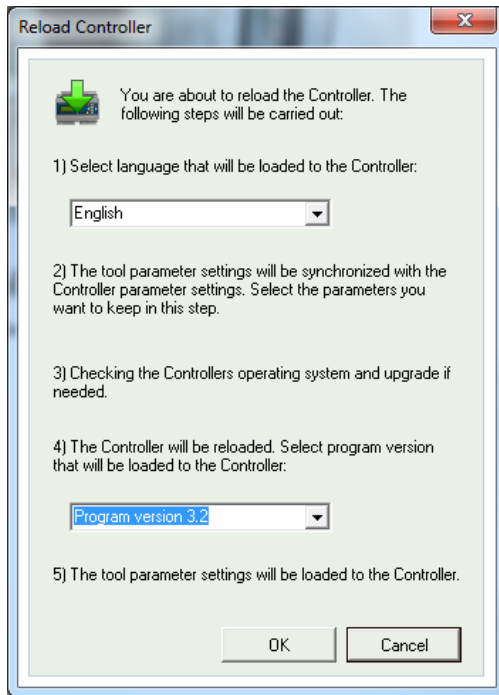 Reload Controller
You are about to reload the Controller. The
following steps will be carried out:
1) Select language that will be loaded to the Controller:
English
2) The tool parameter settings will be synchronized with the
Controller parameter settings. Select the parameters you
want to keep in this step.
3) Checking the Controllers operating system and upgrade if
needed.
4) The Controller will be reloaded. Select program version
that will be loaded to the Controller:
Program version 3.2
5) The tool parameter settings will be loaded to the Controller.
OK Cancel